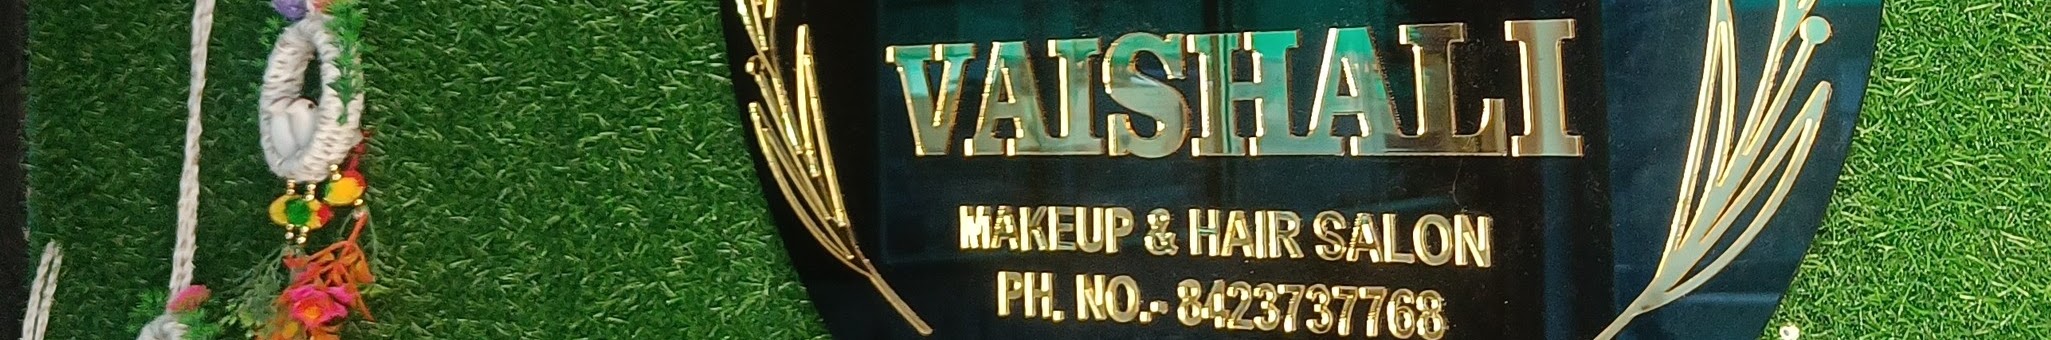 VAISHALI
MAKEUP & HAIR SALON
PH. NO.- 8423737768